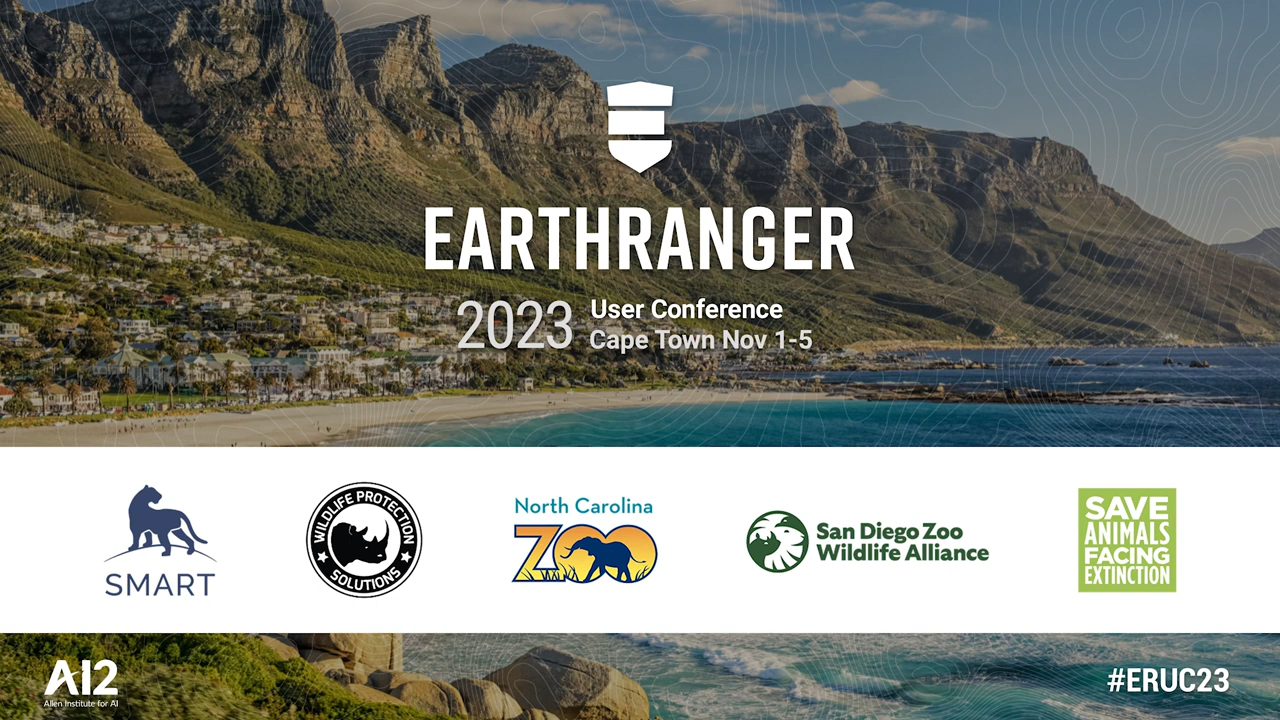 EARTHRANGER
2023
User Conference
Cape Town Nov 1-5
SMART
WILDLIFE PROTECTION
SOLUTIONS
North Carolina
ZOO
San Diego Zoo
Wildlife Alliance
SAVE
ANIMALS
FACING
EXTINCTION
AI2
Allen Institute for AI
#ERUC23